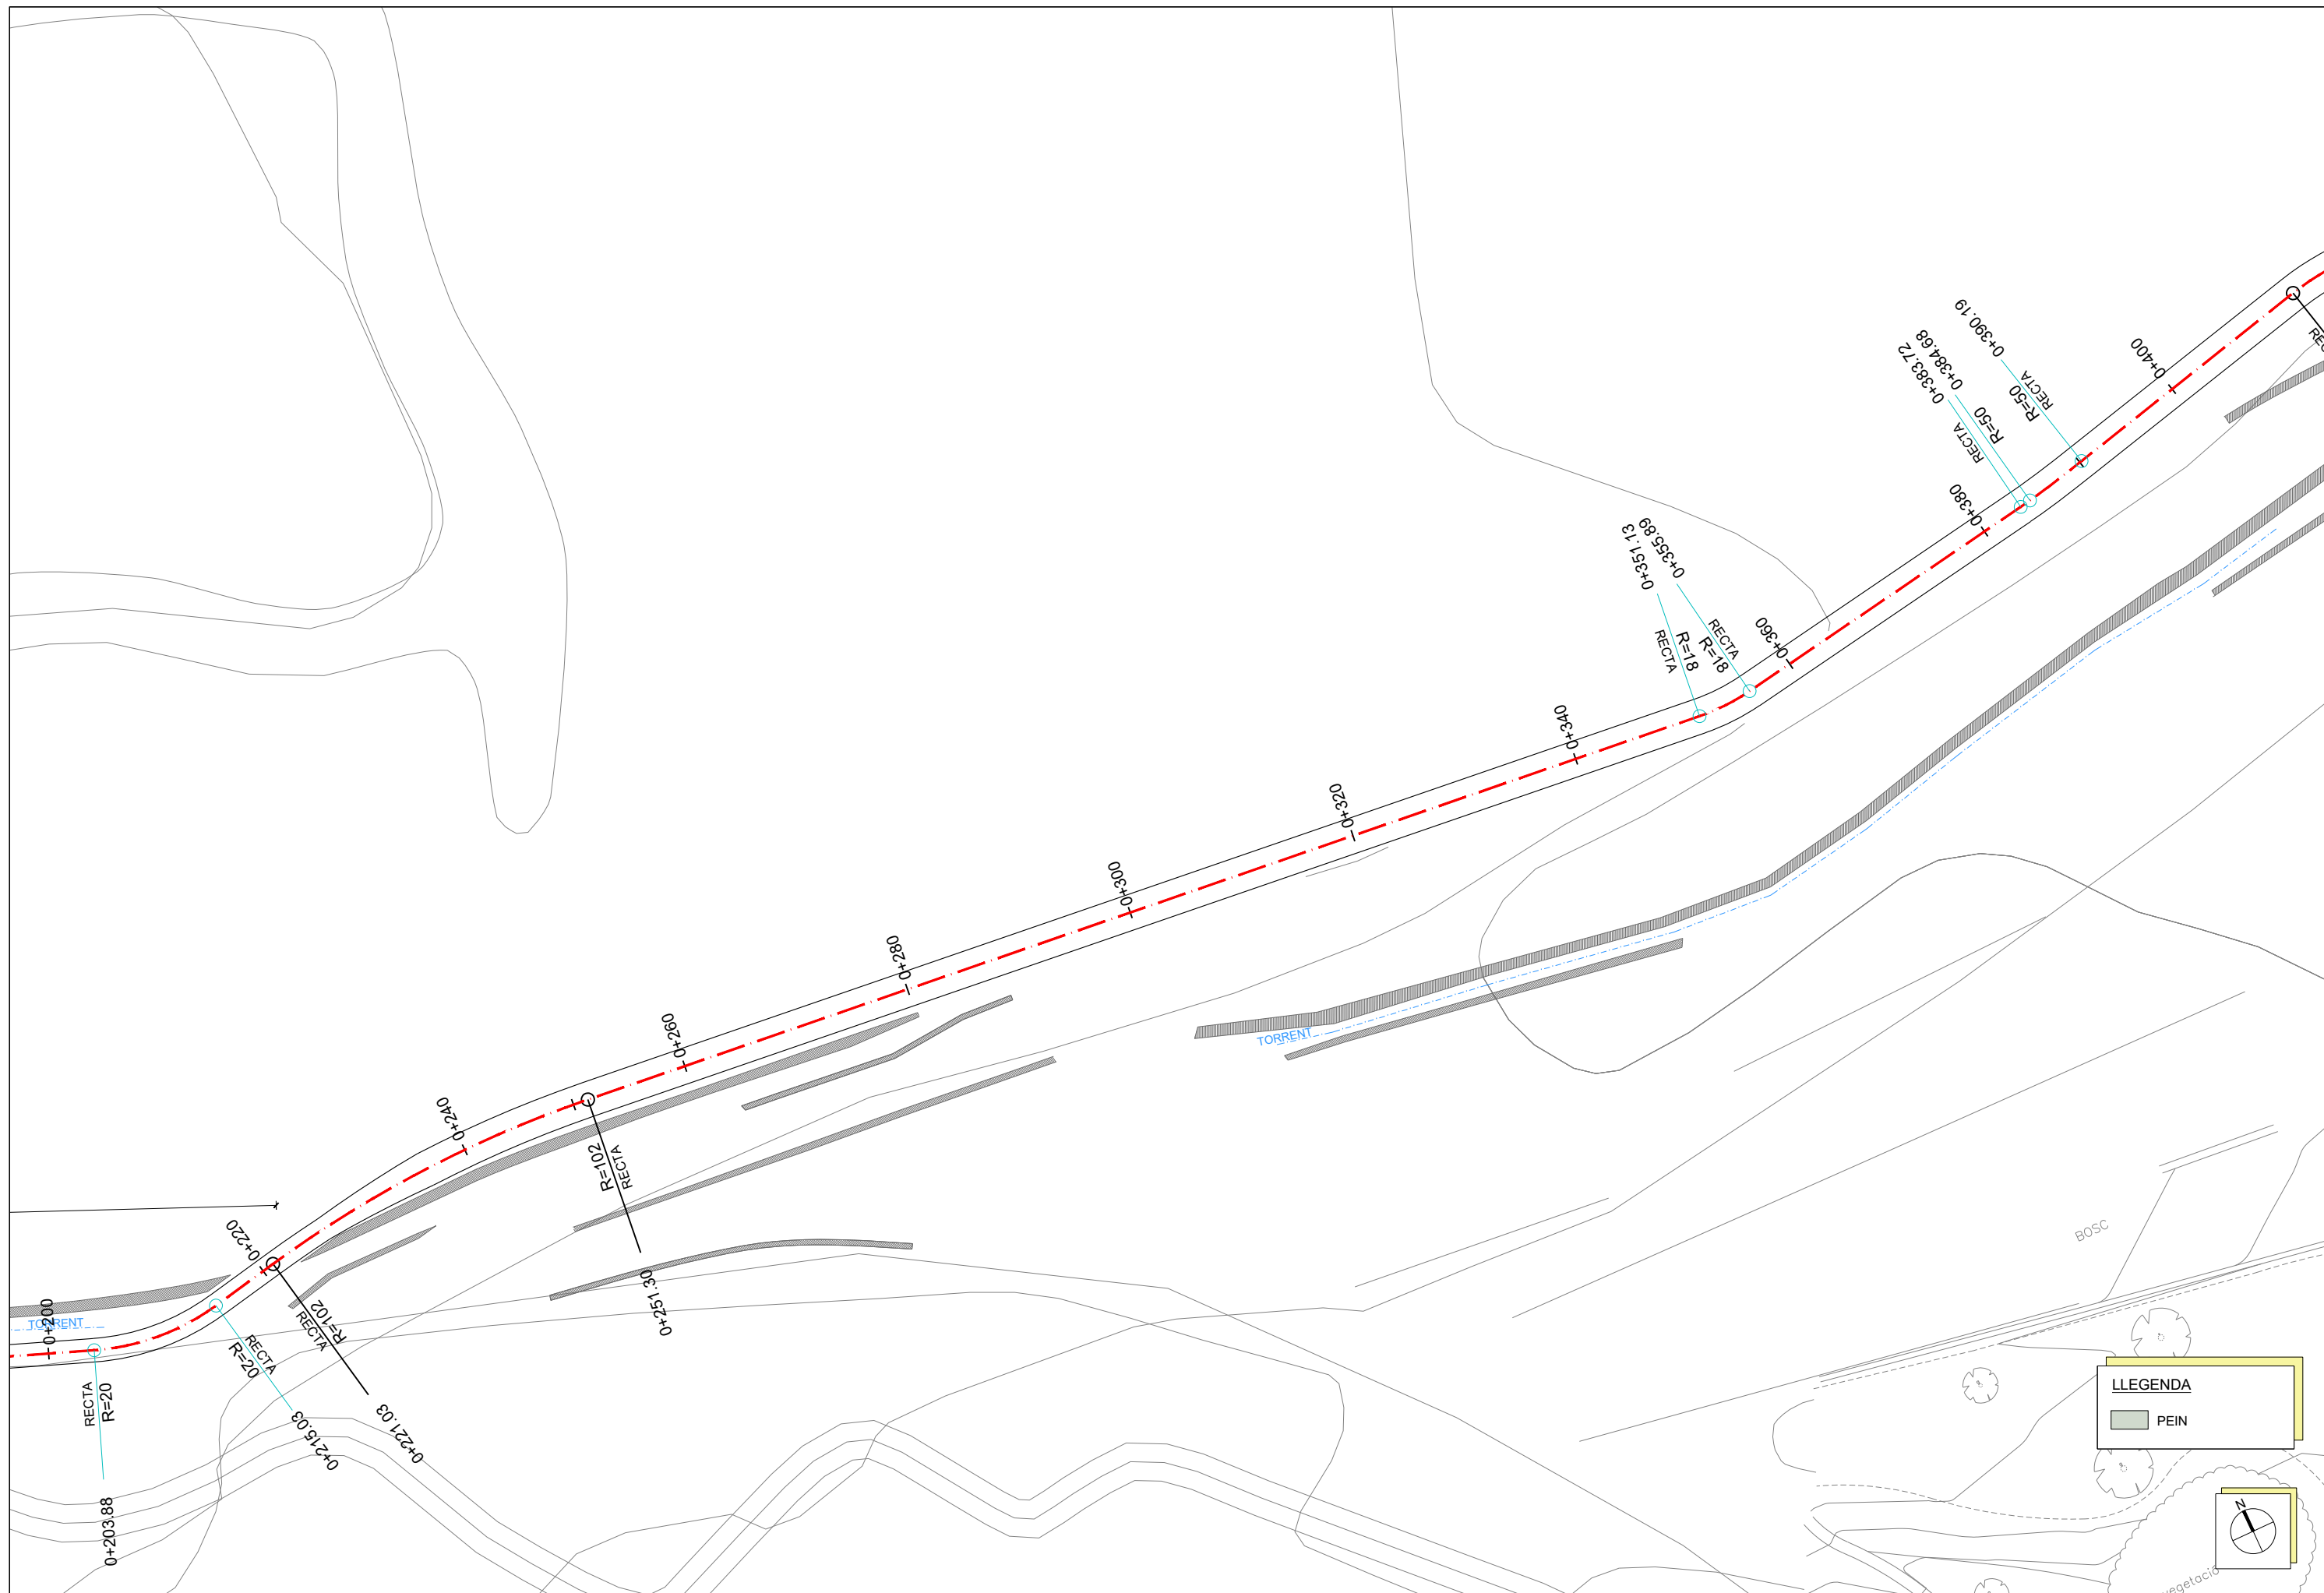 0+200
TORRENT
RECTA
R=20
0+203.88
RECTA
R=20
0+215.03
0+220
R=102
RECTA
0+221.03
0+240
R=102
RECTA
0+251.30
0+260
0+280
0+300
0+320
0+340
TORRENT
0+351.13
R=18
RECTA
0+355.89
RECTA
R=18
0+360
0+380
0+383.72
RECTA
0+384.68
R=50
0+390.19
RECTA
R=50
0+400
BOSC
LLEGENDA
PEIN
N